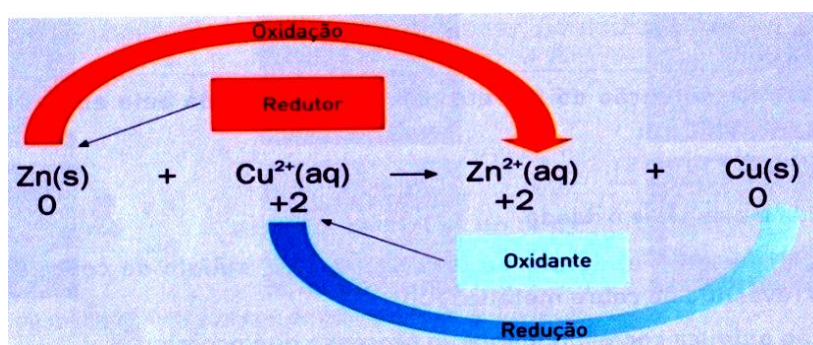 Oxidação
Redutor
Zn(s) + Cu²⁺(aq) → Zn²⁺(aq) + Cu(s)
0 +2 +2 0
Oxidante
Redução